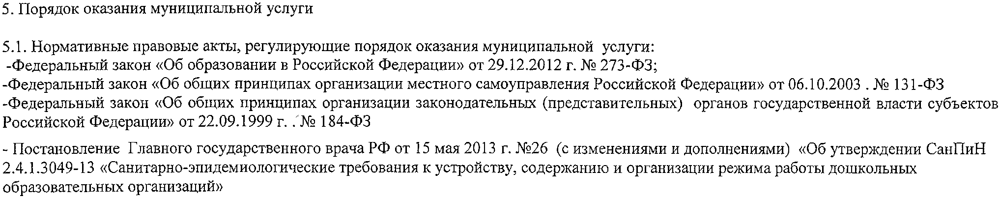 5. Порядок оказания муниципальной услуги
5.1. Нормативные правовые акты, регулирующие порядок оказания муниципальной услуги:
-Федеральный закон «Об образовании в Российской Федерации» от 29.12.2012 г. № 273-ФЗ;
-Федеральный закон «Об общих принципах организации местного самоуправления Российской Федерации» от 06.10.2003 . № 131-ФЗ
-Федеральный закон «Об общих принципах организации законодательных (представительных) органов государственной власти субъектов
Российской Федерации» от 22.09.1999 г. . № 184-ФЗ
- Постановление Главного государственного врача РФ от 15 мая 2013 г. №26 (с изменениями и дополнениями) «Об утверждении СанПиН
2.4.1.3049-13 «Санитарно-эпидемиологические требования к устройству, содержанию и организации режима работы дошкольных
образовательных организаций»